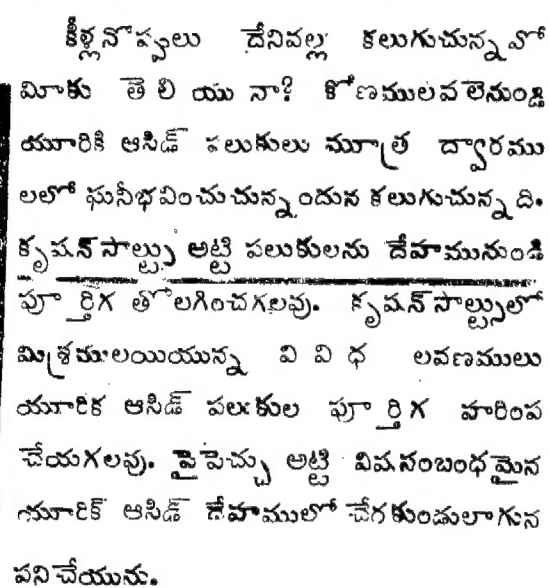 కీళ్లనొప్పులు దేనివల్ల కలుగుచున్నవో
మీకు తెలియునా? కోణములవలెనుండి
యూరికి ఆసిడ్ పలుకులు మూత్ర ద్వారము
లలో ఘనీభవించుచున్నందున కలుగుచున్నది.
కృషన్‌సాల్ట్సు అట్టి పలుకులను దేహమునుండి
పూర్తిగ తొలగించగలవు. కృషన్‌సాల్ట్సులో
మిశ్రములయియున్న వివిధ లవణములు
యూరిక ఆసిడ్ పలుకుల పూర్తిగ హరింప
చేయగలవు. పైపెచ్చు అట్టి విషసంబంధమైన
యూరిక్ ఆసిడ్ దేహములో చేరకుండులాగున
పనిచేయును.